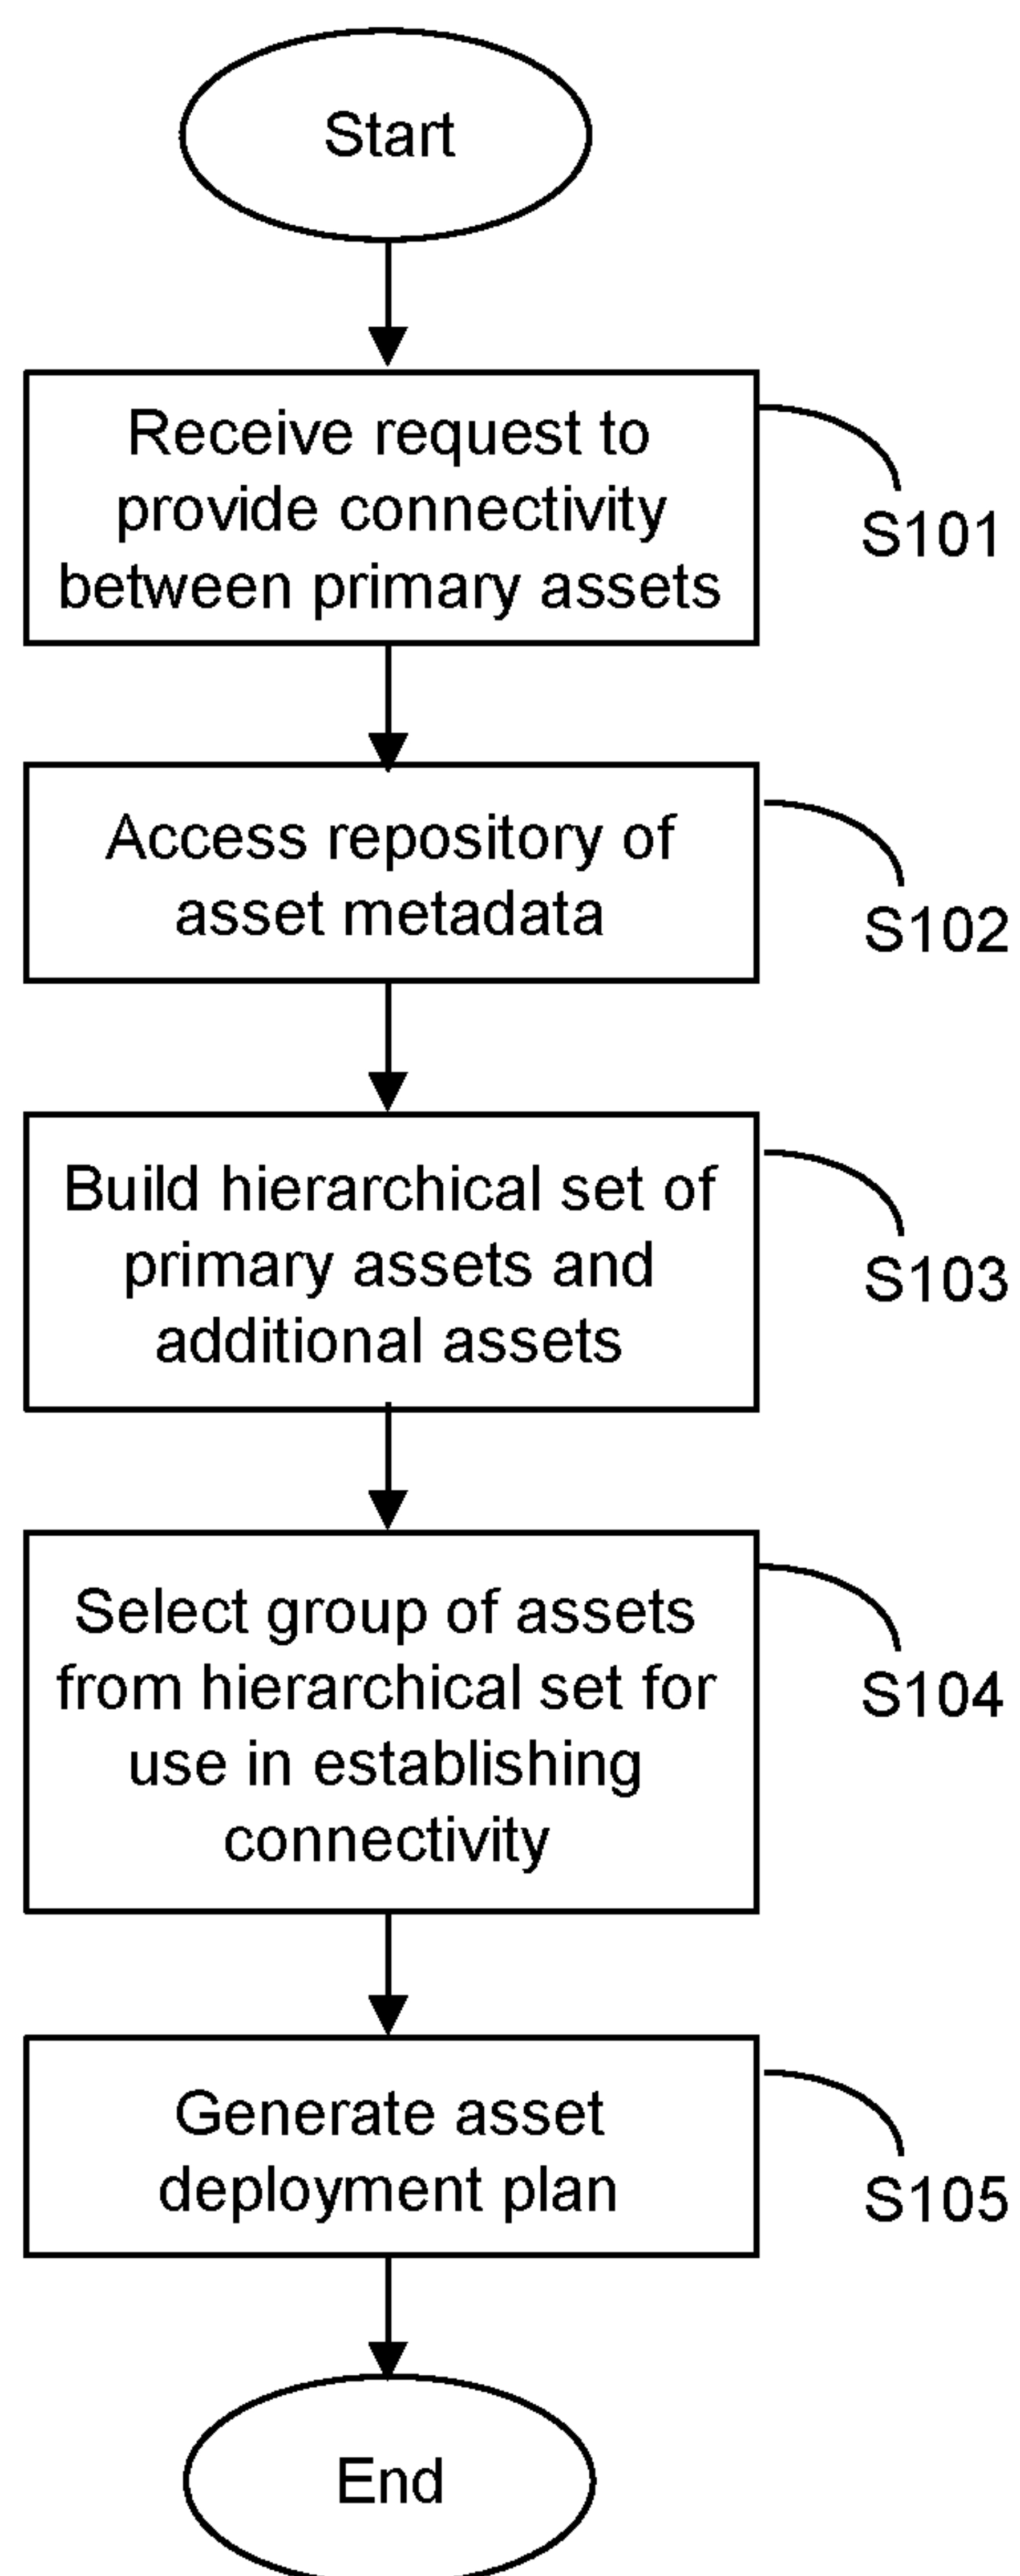 Start
Receive request to
provide connectivity
between primary assets
S101
Access repository of
asset metadata
S102
Build hierarchical set of
primary assets and
additional assets
S103
Select group of assets
from hierarchical set for
use in establishing
connectivity
S104
Generate asset
deployment plan
S105
End